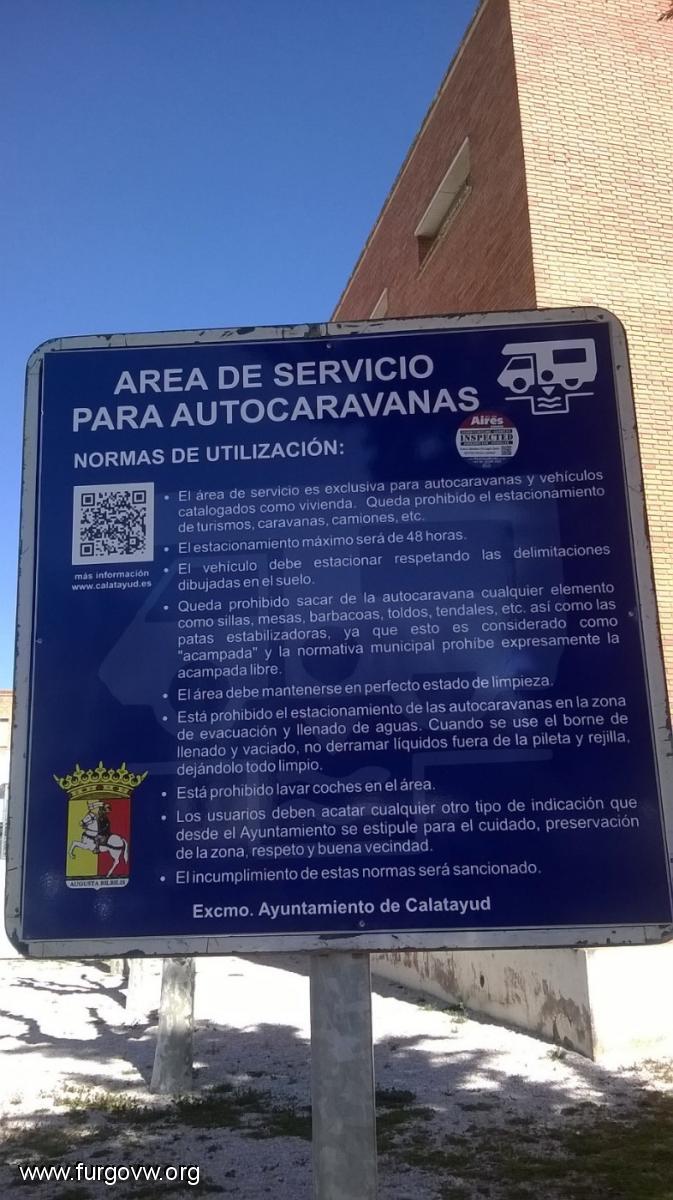 AREA DE SERVICIO
PARA AUTOCARAVANAS
Aires
INSPECTED
NORMAS DE UTILIZACIÓN:
más información
www.calatayud.es
• El área de servicio es exclusiva para autocaravanas y vehículos
catalogados como vivienda. Queda prohibido el estacionamiento
de turismos, caravanas, camiones, etc.
• El estacionamiento máximo será de 48 horas.
• El vehículo debe estacionar respetando las delimitaciones
dibujadas en el suelo.
• Queda prohibido sacar de la autocaravana cualquier elemento
como sillas, mesas, barbacoas, toldos, tendales, etc. así como las
patas estabilizadoras, ya que esto es considerado como
"acampada" y la normativa municipal prohíbe expresamente la
acampada libre.
• El área debe mantenerse en perfecto estado de limpieza.
• Está prohibido el estacionamiento de las autocaravanas en la zona
de evacuación y llenado de aguas. Cuando se use el borne de
llenado y vaciado, no derramar líquidos fuera de la pileta y rejilla,
dejándolo todo limpio.
• Está prohibido lavar coches en el área.
• Los usuarios deben acatar cualquier otro tipo de indicación que
desde el Ayuntamiento se estipule para el cuidado, preservación
de la zona, respeto y buena vecindad.
• El incumplimiento de estas normas será sancionado.
AUGUSTA BILBILIS
Excmo. Ayuntamiento de Calatayud
www.furgovw.org